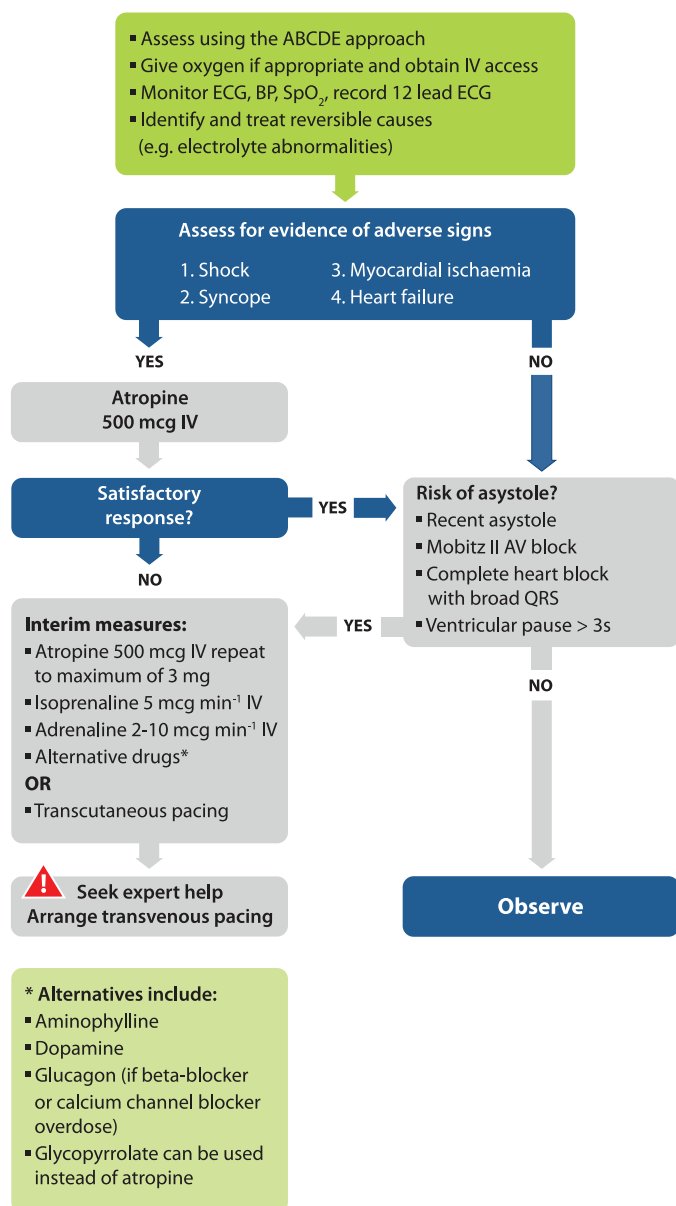 ▪ Assess using the ABCDE approach
▪ Give oxygen if appropriate and obtain IV access
▪ Monitor ECG, BP, SpO₂, record 12 lead ECG
▪ Identify and treat reversible causes
(e.g. electrolyte abnormalities)
Assess for evidence of adverse signs
1. Shock
2. Syncope
3. Myocardial ischaemia
4. Heart failure
YES
NO
Atropine
500 mcg IV
Satisfactory
response?
YES
Risk of asystole?
▪ Recent asystole
▪ Mobitz II AV block
▪ Complete heart block
with broad QRS
▪ Ventricular pause > 3s
NO
YES
Interim measures:
▪ Atropine 500 mcg IV repeat
to maximum of 3 mg
▪ Isoprenaline 5 mcg min⁻¹ IV
▪ Adrenaline 2-10 mcg min⁻¹ IV
▪ Alternative drugs*
OR
▪ Transcutaneous pacing
NO
! Seek expert help
Arrange transvenous pacing
Observe
* Alternatives include:
▪ Aminophylline
▪ Dopamine
▪ Glucagon (if beta-blocker
or calcium channel blocker
overdose)
▪ Glycopyrrolate can be used
instead of atropine